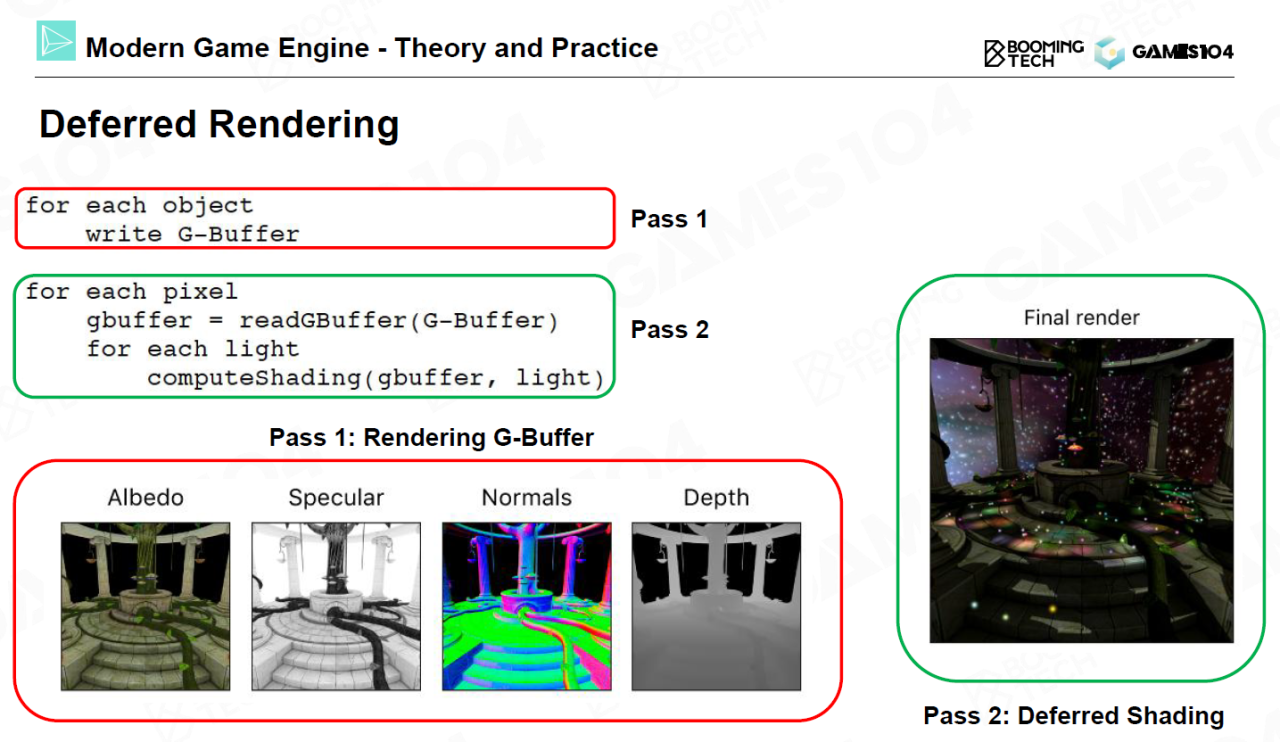 Modern Game Engine - Theory and Practice
BOOMING
TECH
GAMES104
Deferred Rendering
for each object
    write G-Buffer
Pass 1
for each pixel
    gbuffer = readGBuffer(G-Buffer)
    for each light
        computeShading(gbuffer, light)
Pass 2
Pass 1: Rendering G-Buffer
Albedo
Specular
Normals
Depth
Final render
Pass 2: Deferred Shading